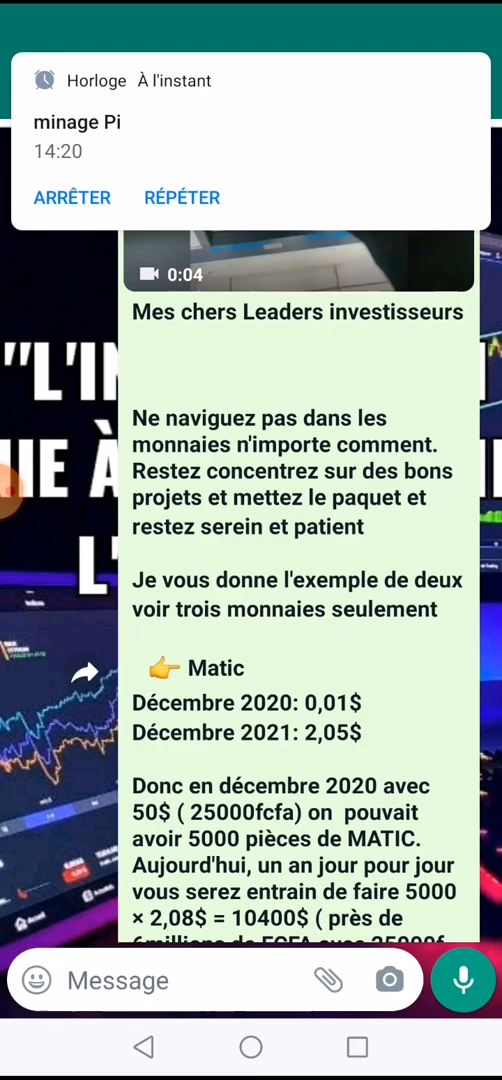 Horloge À l'instant
minage Pi
14:20
ARRÊTER RÉPÉTER
0:04
Mes chers Leaders investisseurs
Ne naviguez pas dans les
monnaies n'importe comment.
Restez concentrez sur des bons
projets et mettez le paquet et
restez serein et patient
Je vous donne l'exemple de deux
voir trois monnaies seulement
👉 Matic
Décembre 2020: 0,01$
Décembre 2021: 2,05$
Donc en décembre 2020 avec
50$ ( 25000fcfa) on pouvait
avoir 5000 pièces de MATIC.
Aujourd'hui, un an jour pour jour
vous serez entrain de faire 5000
× 2,08$ = 10400$ ( près de
Message